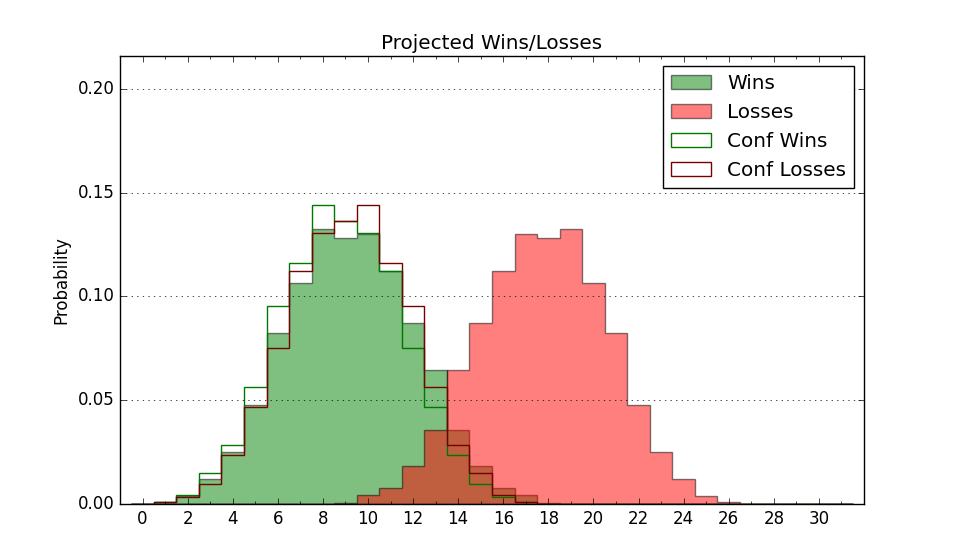 Projected Wins/Losses
0.20
0.15
0.10
0.05
0.00
Probability
Wins
Losses
Conf Wins
Conf Losses
0 2 4 6 8 10 12 14 16 18 20 22 24 26 28 30